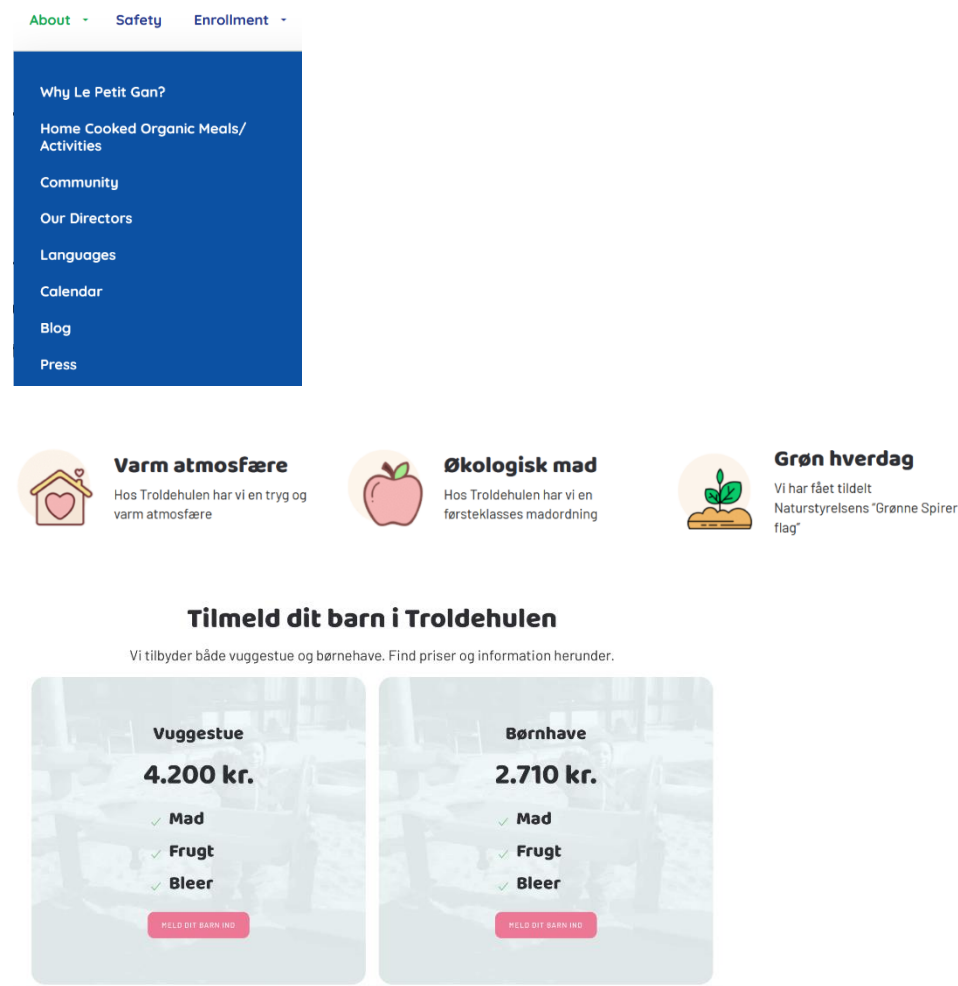 About Safety Enrollment
Why Le Petit Gan?
Home Cooked Organic Meals/
Activities
Community
Our Directors
Languages
Calendar
Blog
Press
Varm atmosfære
Hos Troldehulen har vi en tryg og
varm atmosfære
Økologisk mad
Hos Troldehulen har vi en
førsteklasses madordning
Grøn hverdag
Vi har fået tildelt
Naturstyrelsens "Grønne Spirer
flag"
Tilmeld dit barn i Troldehulen
Vi tilbyder både vuggestue og børnehave. Find priser og information herunder.
Vuggestue
4.200 kr.
Mad
Frugt
Bleer
MELD DIT BARN IND
Børnhave
2.710 kr.
Mad
Frugt
Bleer
MELD DIT BARN IND